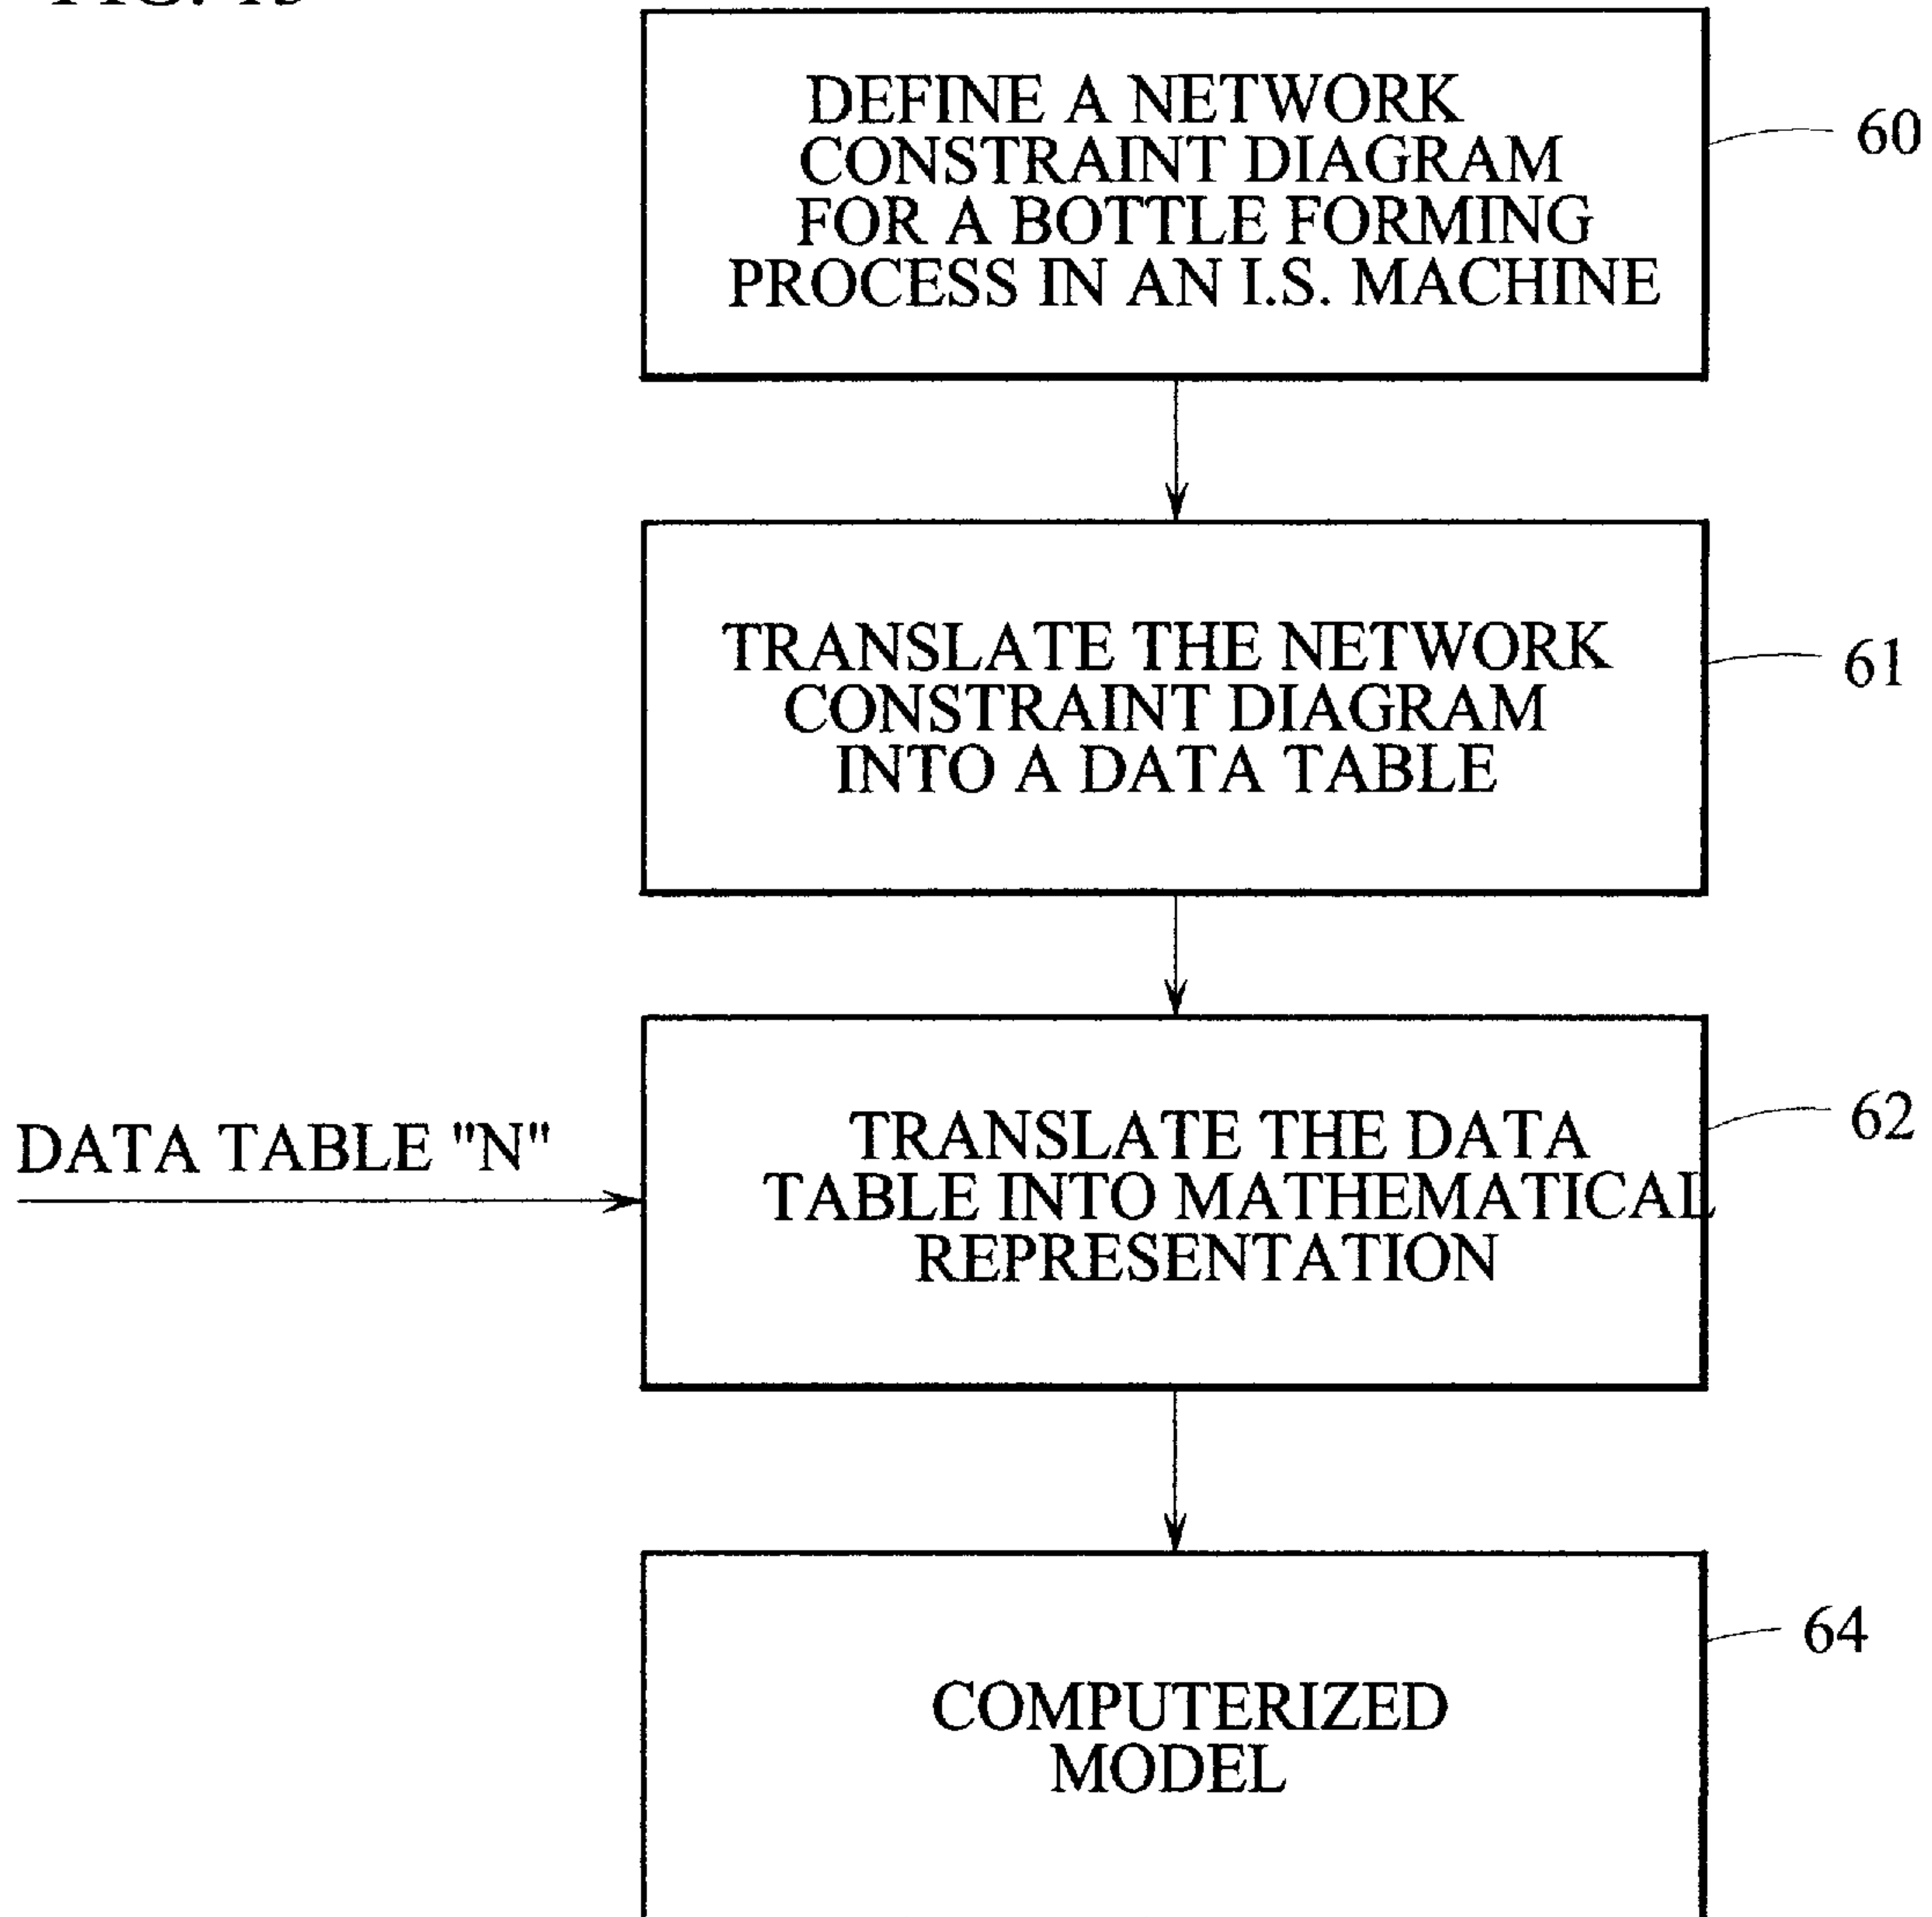 DEFINE A NETWORK
CONSTRAINT DIAGRAM
FOR A BOTTLE FORMING
PROCESS IN AN I.S. MACHINE
60
TRANSLATE THE NETWORK
CONSTRAINT DIAGRAM
INTO A DATA TABLE
61
DATA TABLE "N"
TRANSLATE THE DATA
TABLE INTO MATHEMATICAL
REPRESENTATION
62
COMPUTERIZED
MODEL
64